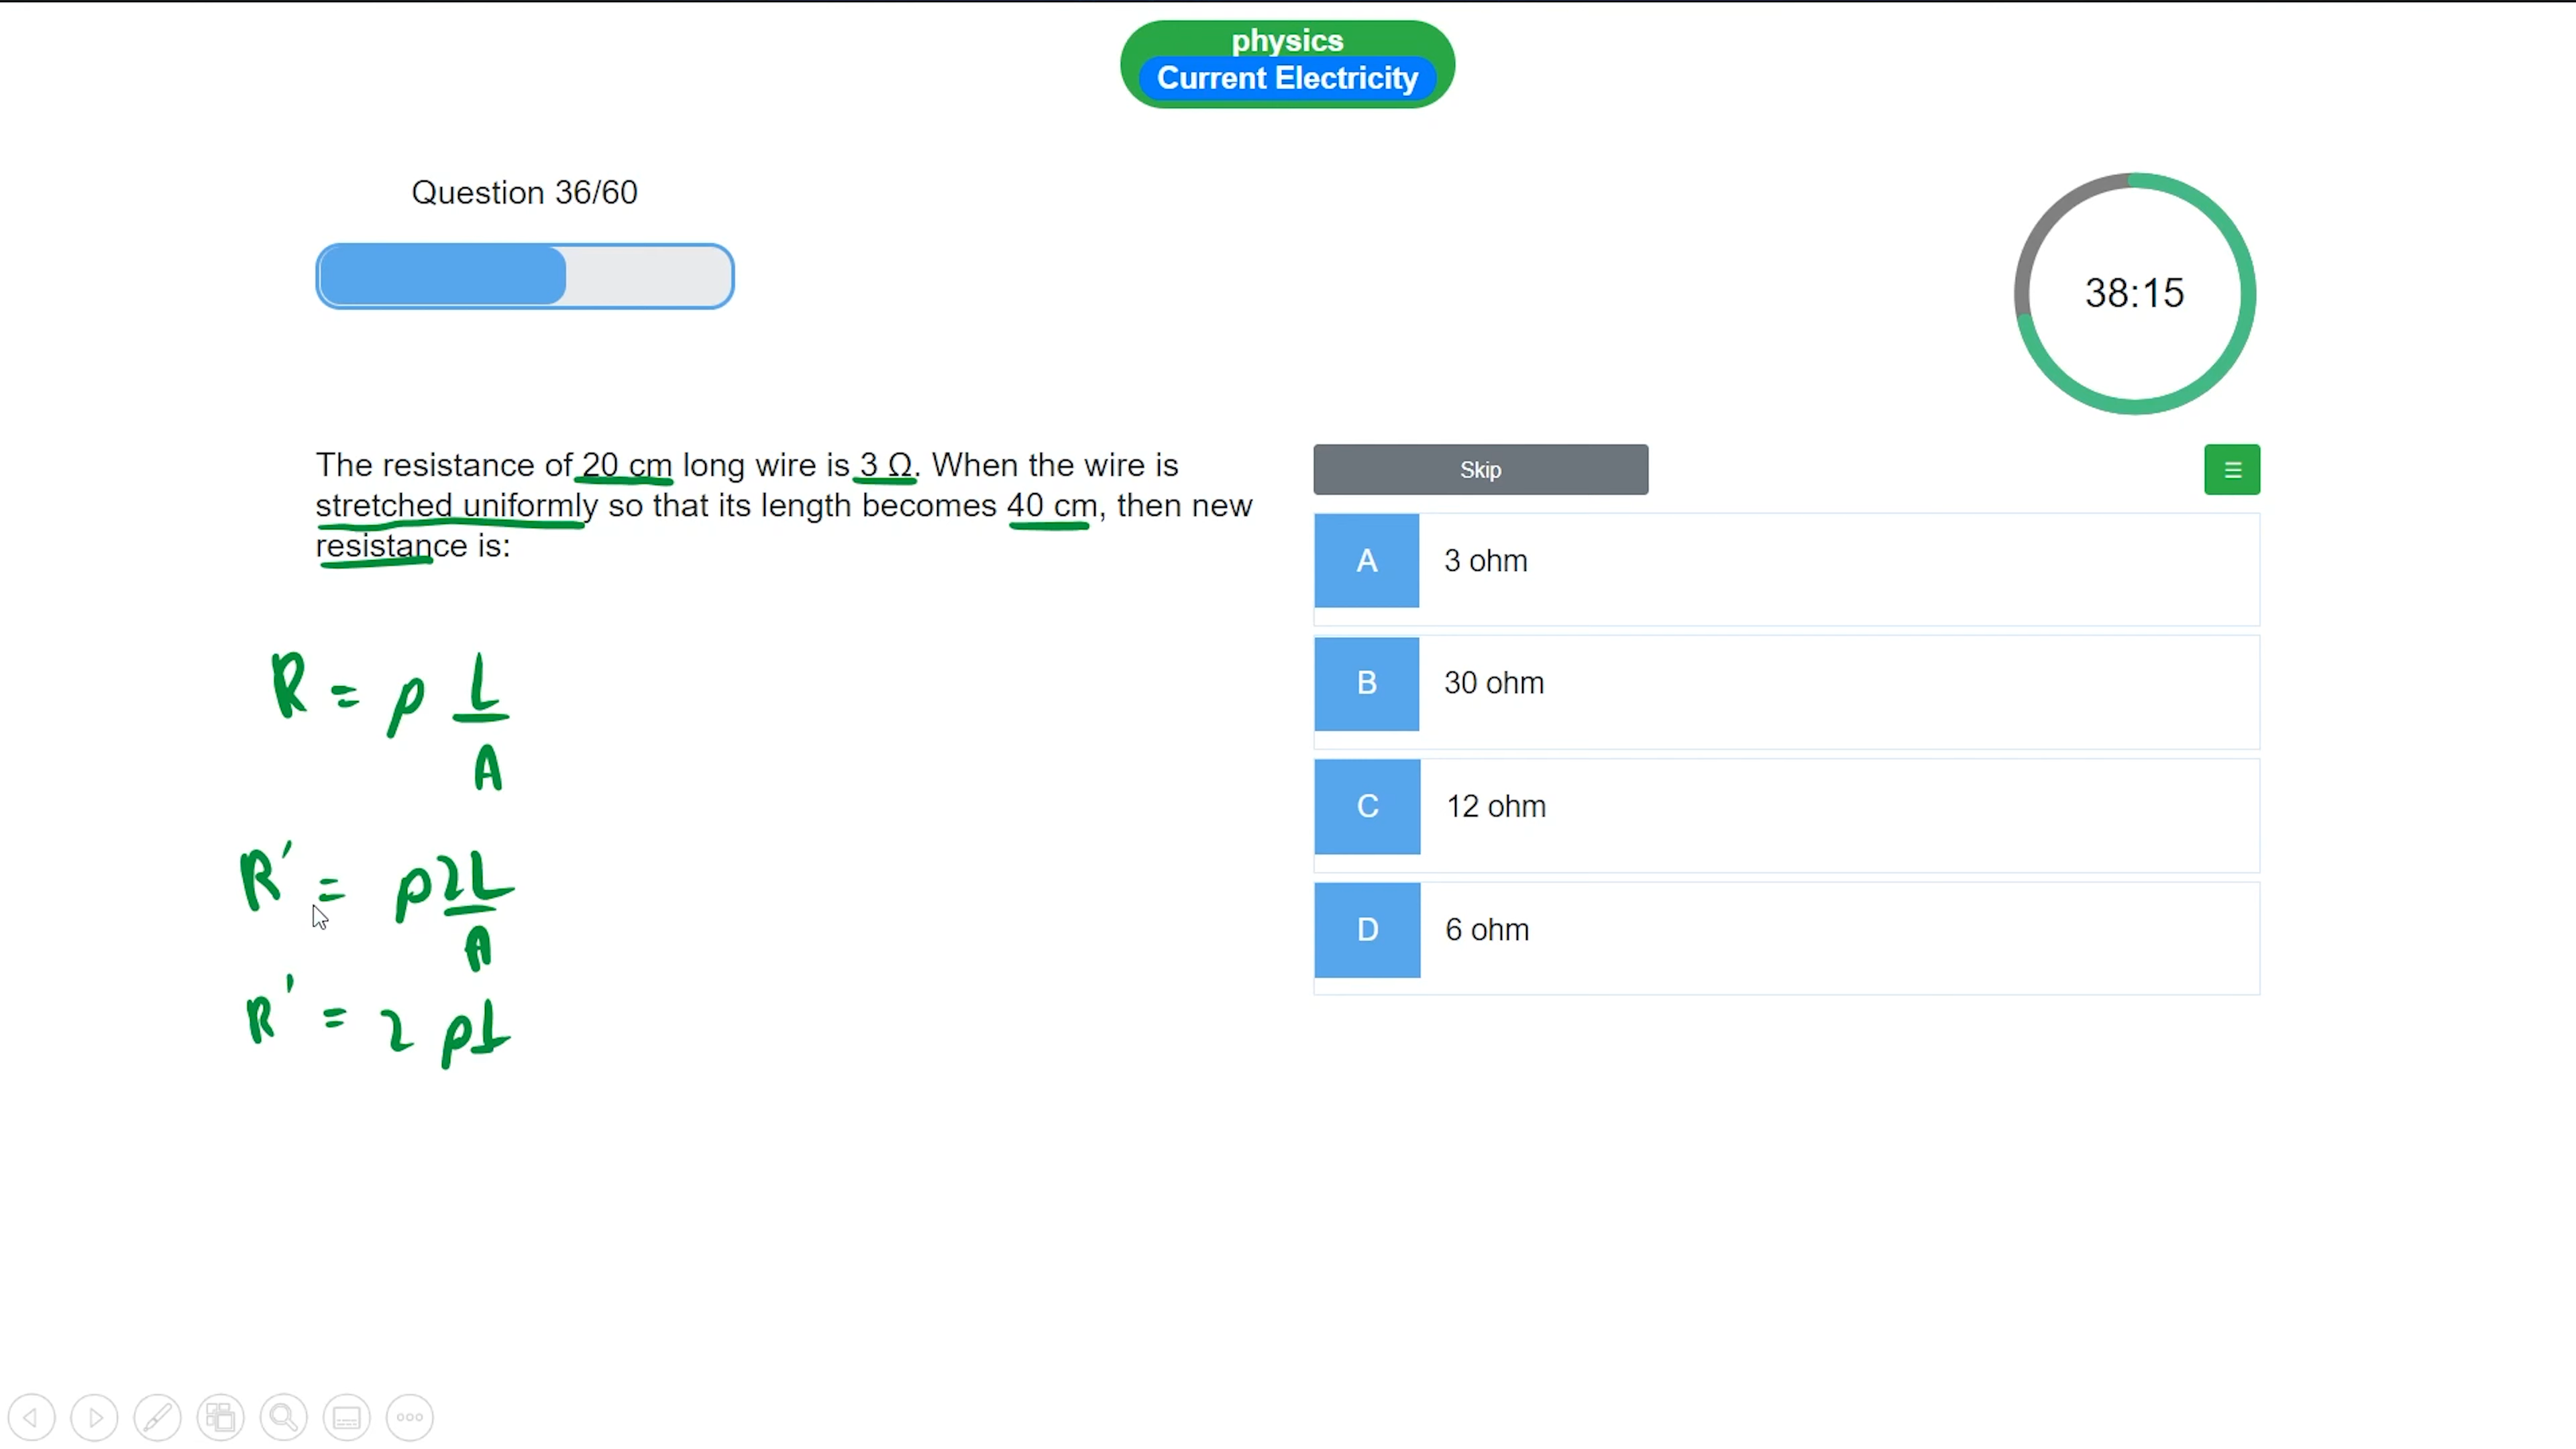 physics
Current Electricity
Question 36/60
38:15
The resistance of 20 cm long wire is 3 Ω. When the wire is
stretched uniformly so that its length becomes 40 cm, then new
resistance is:
Skip
A 3 ohm
B 30 ohm
C 12 ohm
D 6 ohm
R = ρ L
A
R' = ρ2L
A
R' = 2 ρL